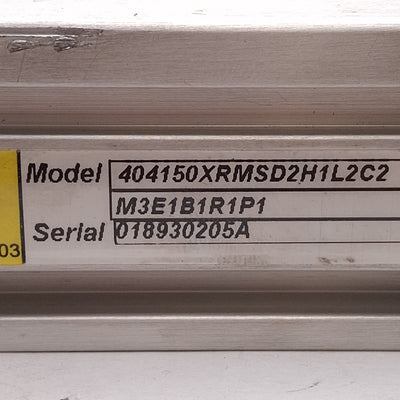 Model 404150XRMSD2H1L2C2
M3E1B1R1P1
Serial 018930205A
03